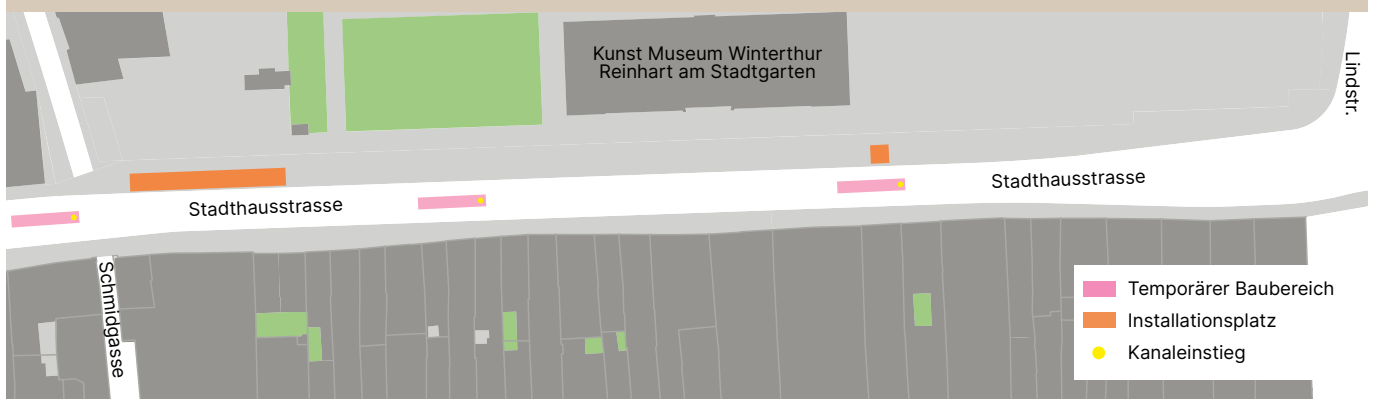 Kunst Museum Winterthur
Reinhart am Stadtgarten
Lindstr.
Stadthausstrasse
Stadthausstrasse
Schmidgasse
Temporärer Baubereich
Installationsplatz
Kanaleinstieg